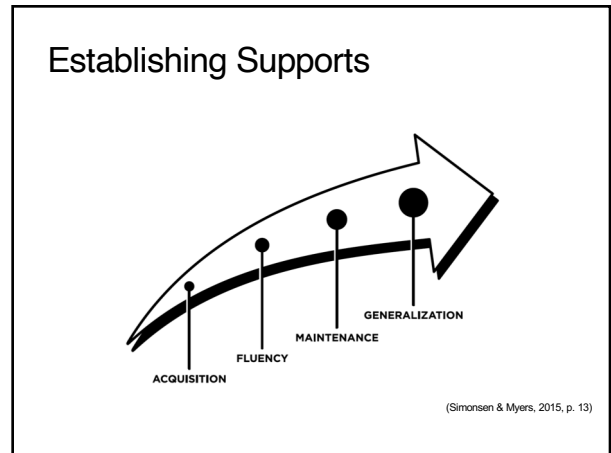 Establishing Supports
GENERALIZATION
MAINTENANCE
FLUENCY
ACQUISITION
(Simonsen & Myers, 2015, p. 13)